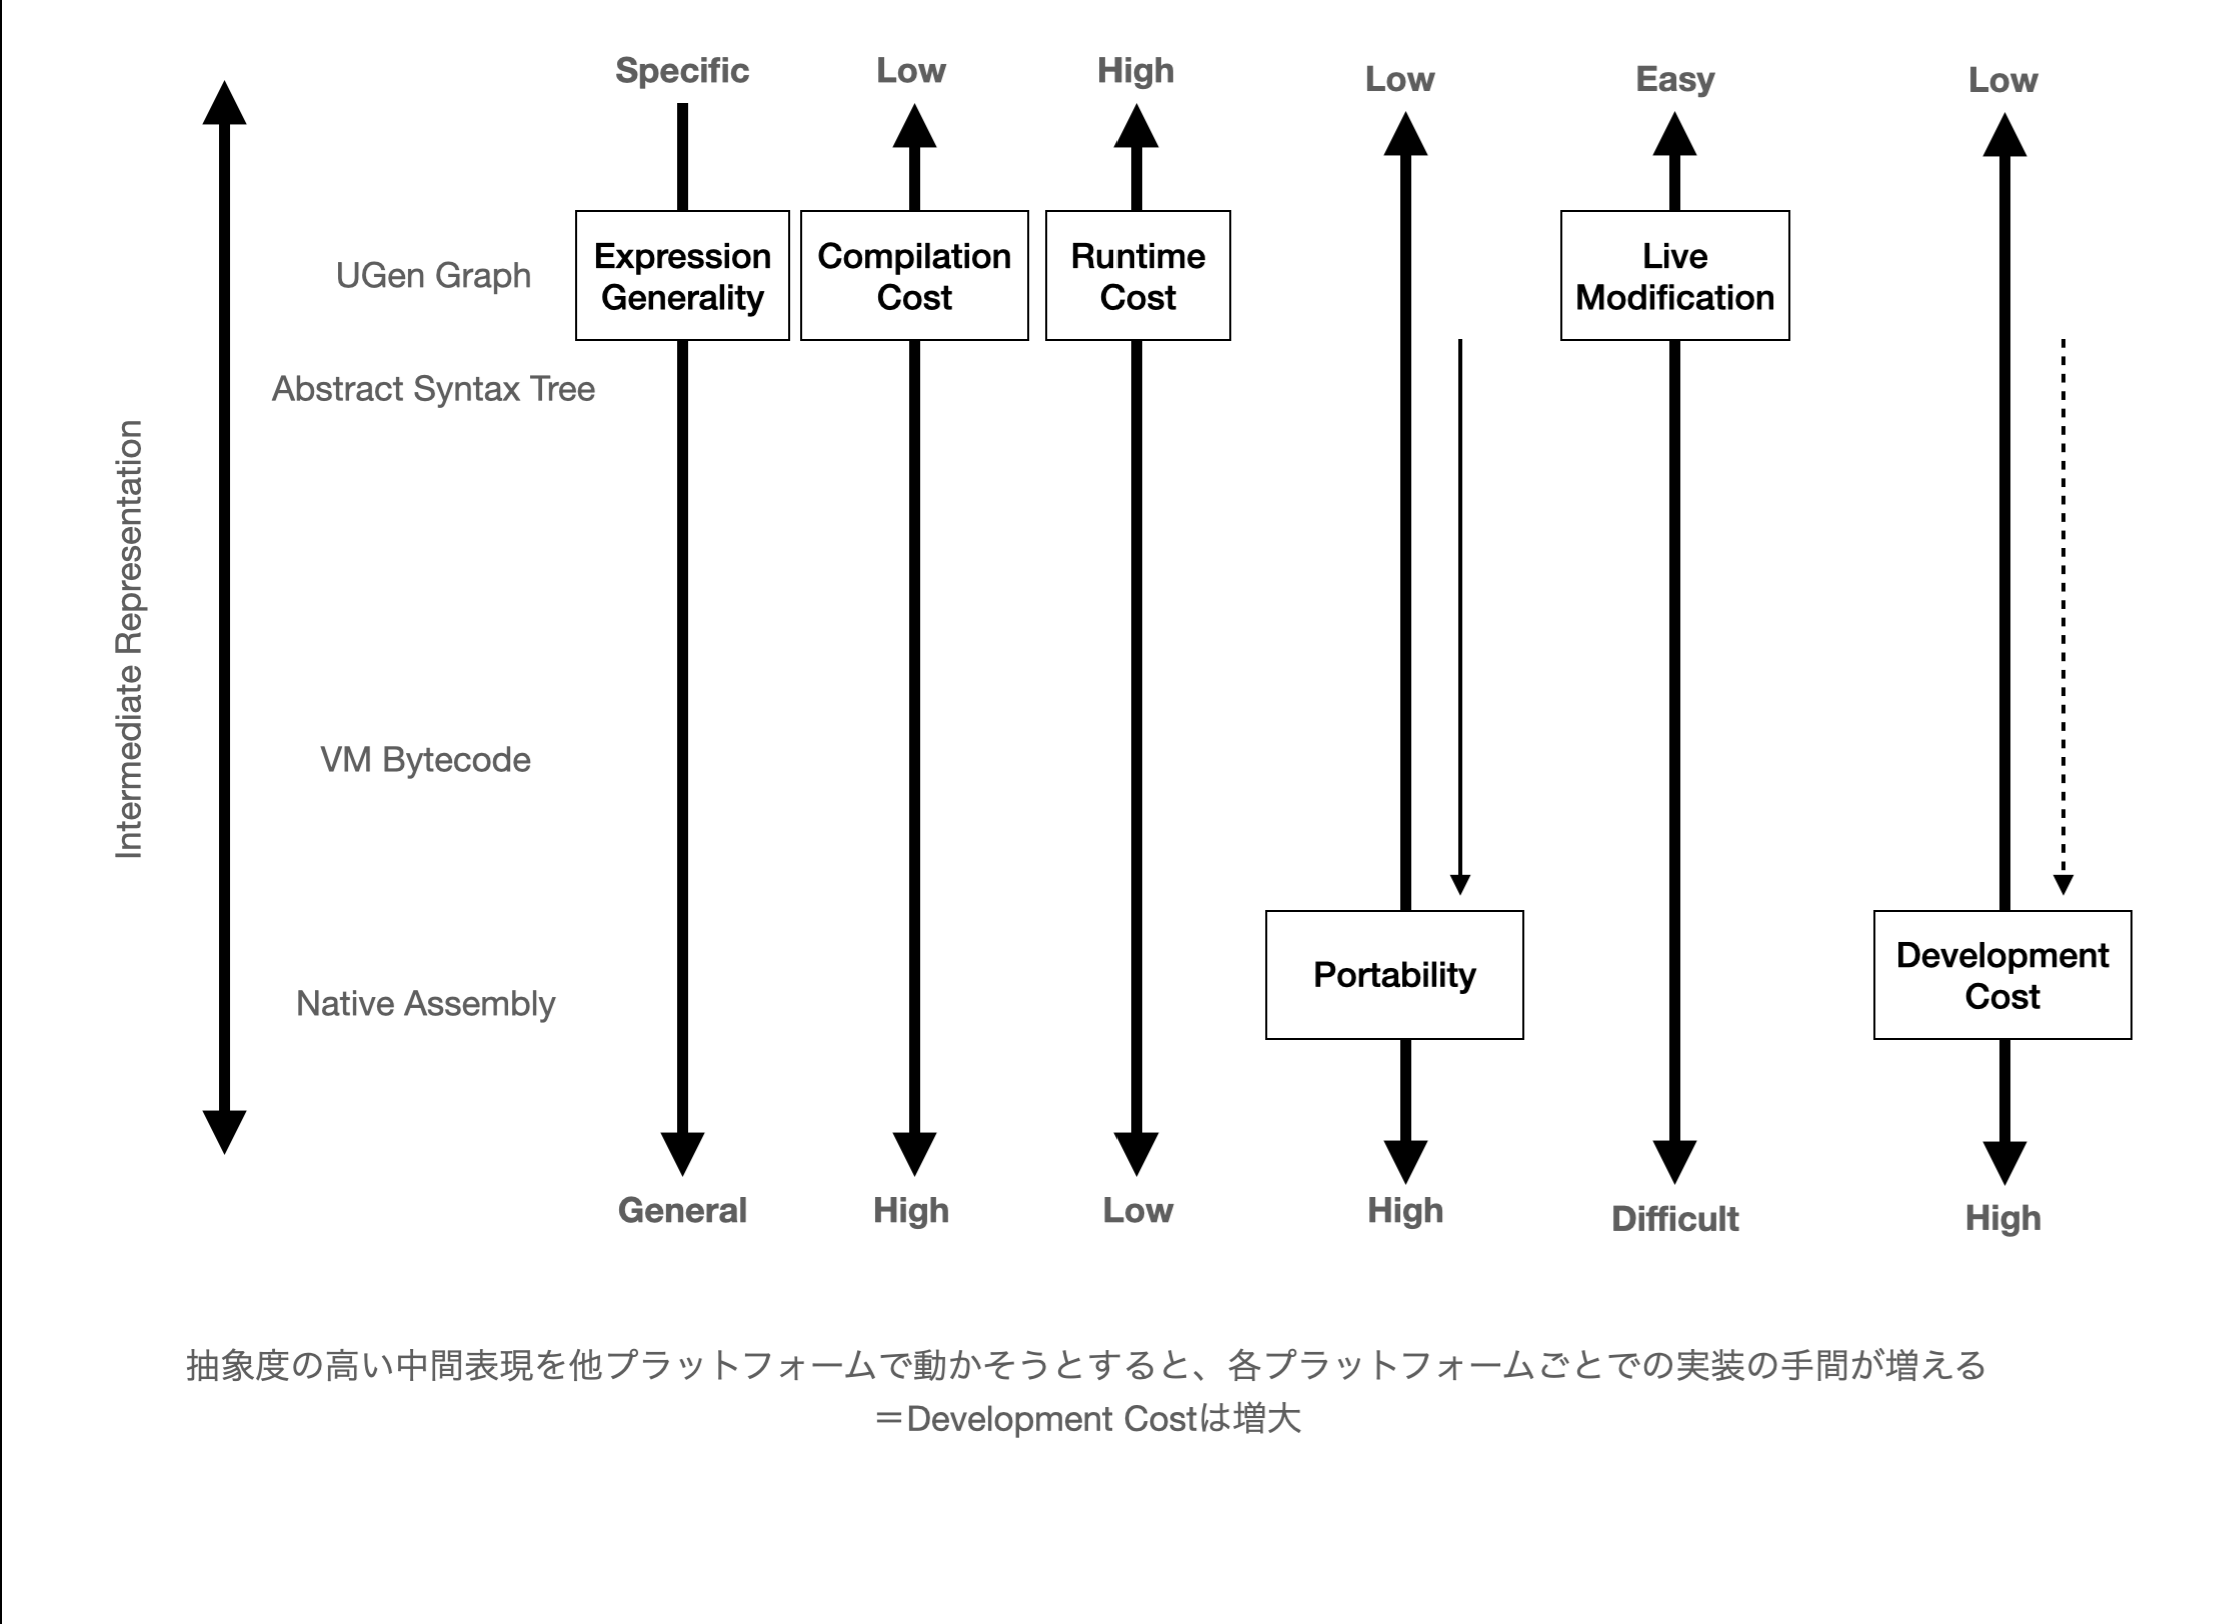 Specific
Low
High
Low
Easy
Low
UGen Graph
Expression
Generality
Compilation
Cost
Runtime
Cost
Live
Modification
Abstract Syntax Tree
Intermediate Representation
VM Bytecode
Native Assembly
Portability
Development
Cost
General
High
Low
High
Difficult
High
抽象度の高い中間表現を他プラットフォームで動かそうとすると、各プラットフォームごとでの実装の手間が増える
＝Development Costは増大